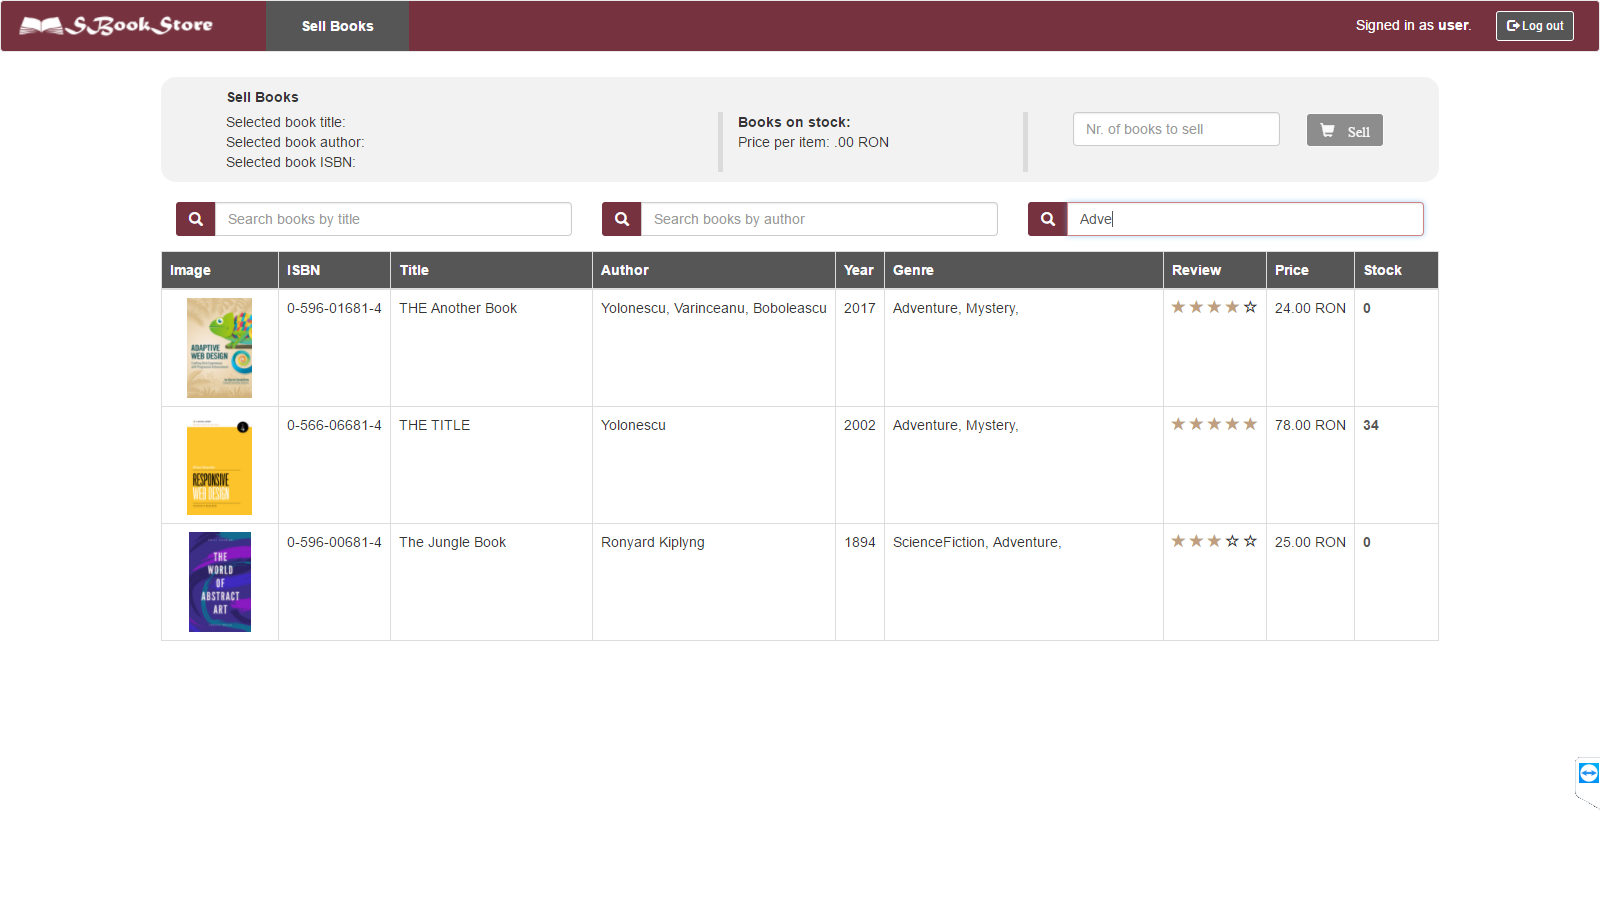 SBook Store
Sell Books
Signed in as user.
Log out
Sell Books
Selected book title:
Selected book author:
Selected book ISBN:
Books on stock:
Price per item: .00 RON
Nr. of books to sell
Sell
Search books by title
Search books by author
Adve
Image ISBN Title Author Year Genre Review Price Stock
0-596-01681-4 THE Another Book Yolonescu, Varinceanu, Boboleascu 2017 Adventure, Mystery, 24.00 RON 0
ADAPTIVE
WEB DESIGN
0-566-06681-4 THE TITLE Yolonescu 2002 Adventure, Mystery, 78.00 RON 34
RESPONSIVE
WEB DESIGN
0-596-00681-4 The Jungle Book Ronyard Kiplyng 1894 ScienceFiction, Adventure, 25.00 RON 0
THE
WORLD
OF
ABSTRACT
ART